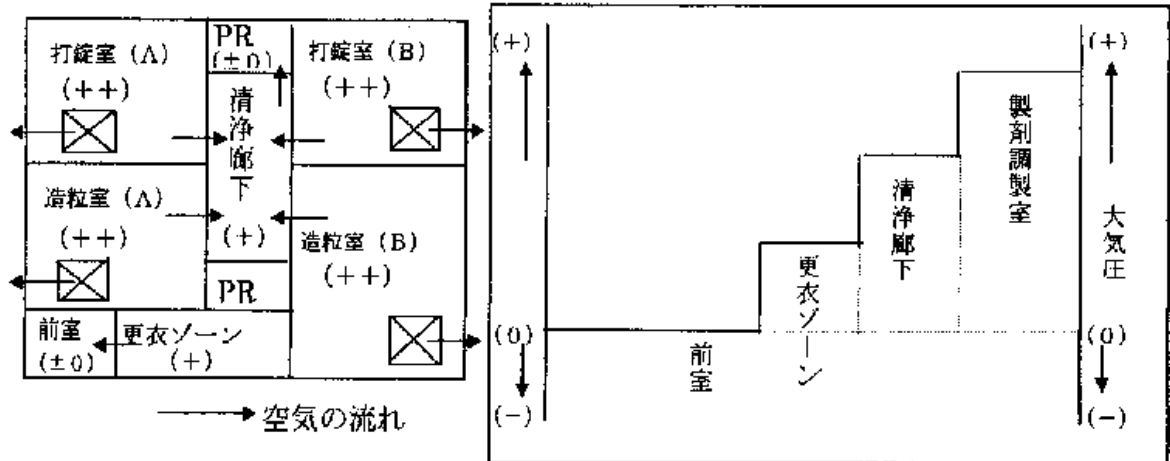 打錠室 (A)
(++)
PR
(±0)
打錠室 (B)
(++)
清浄廊下
(+)
造粒室 (A)
(++)
造粒室 (B)
(++)
PR
前室
(±0)
更衣ゾーン
(+)
空気の流れ
(+)
(0)
(-)
前室
更衣ゾーン
清浄廊下
製剤調製室
(+)
大気圧
(0)
(-)